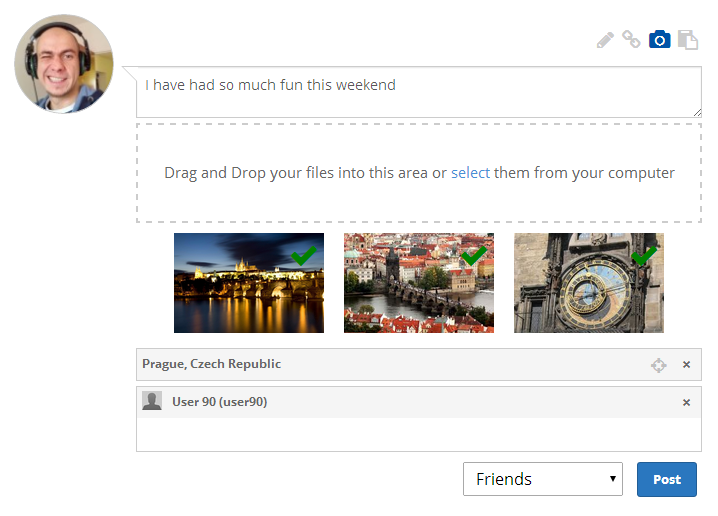 I have had so much fun this weekend
Drag and Drop your files into this area or select them from your computer
Prague, Czech Republic
×
User 90 (user90)
×
Friends
Post